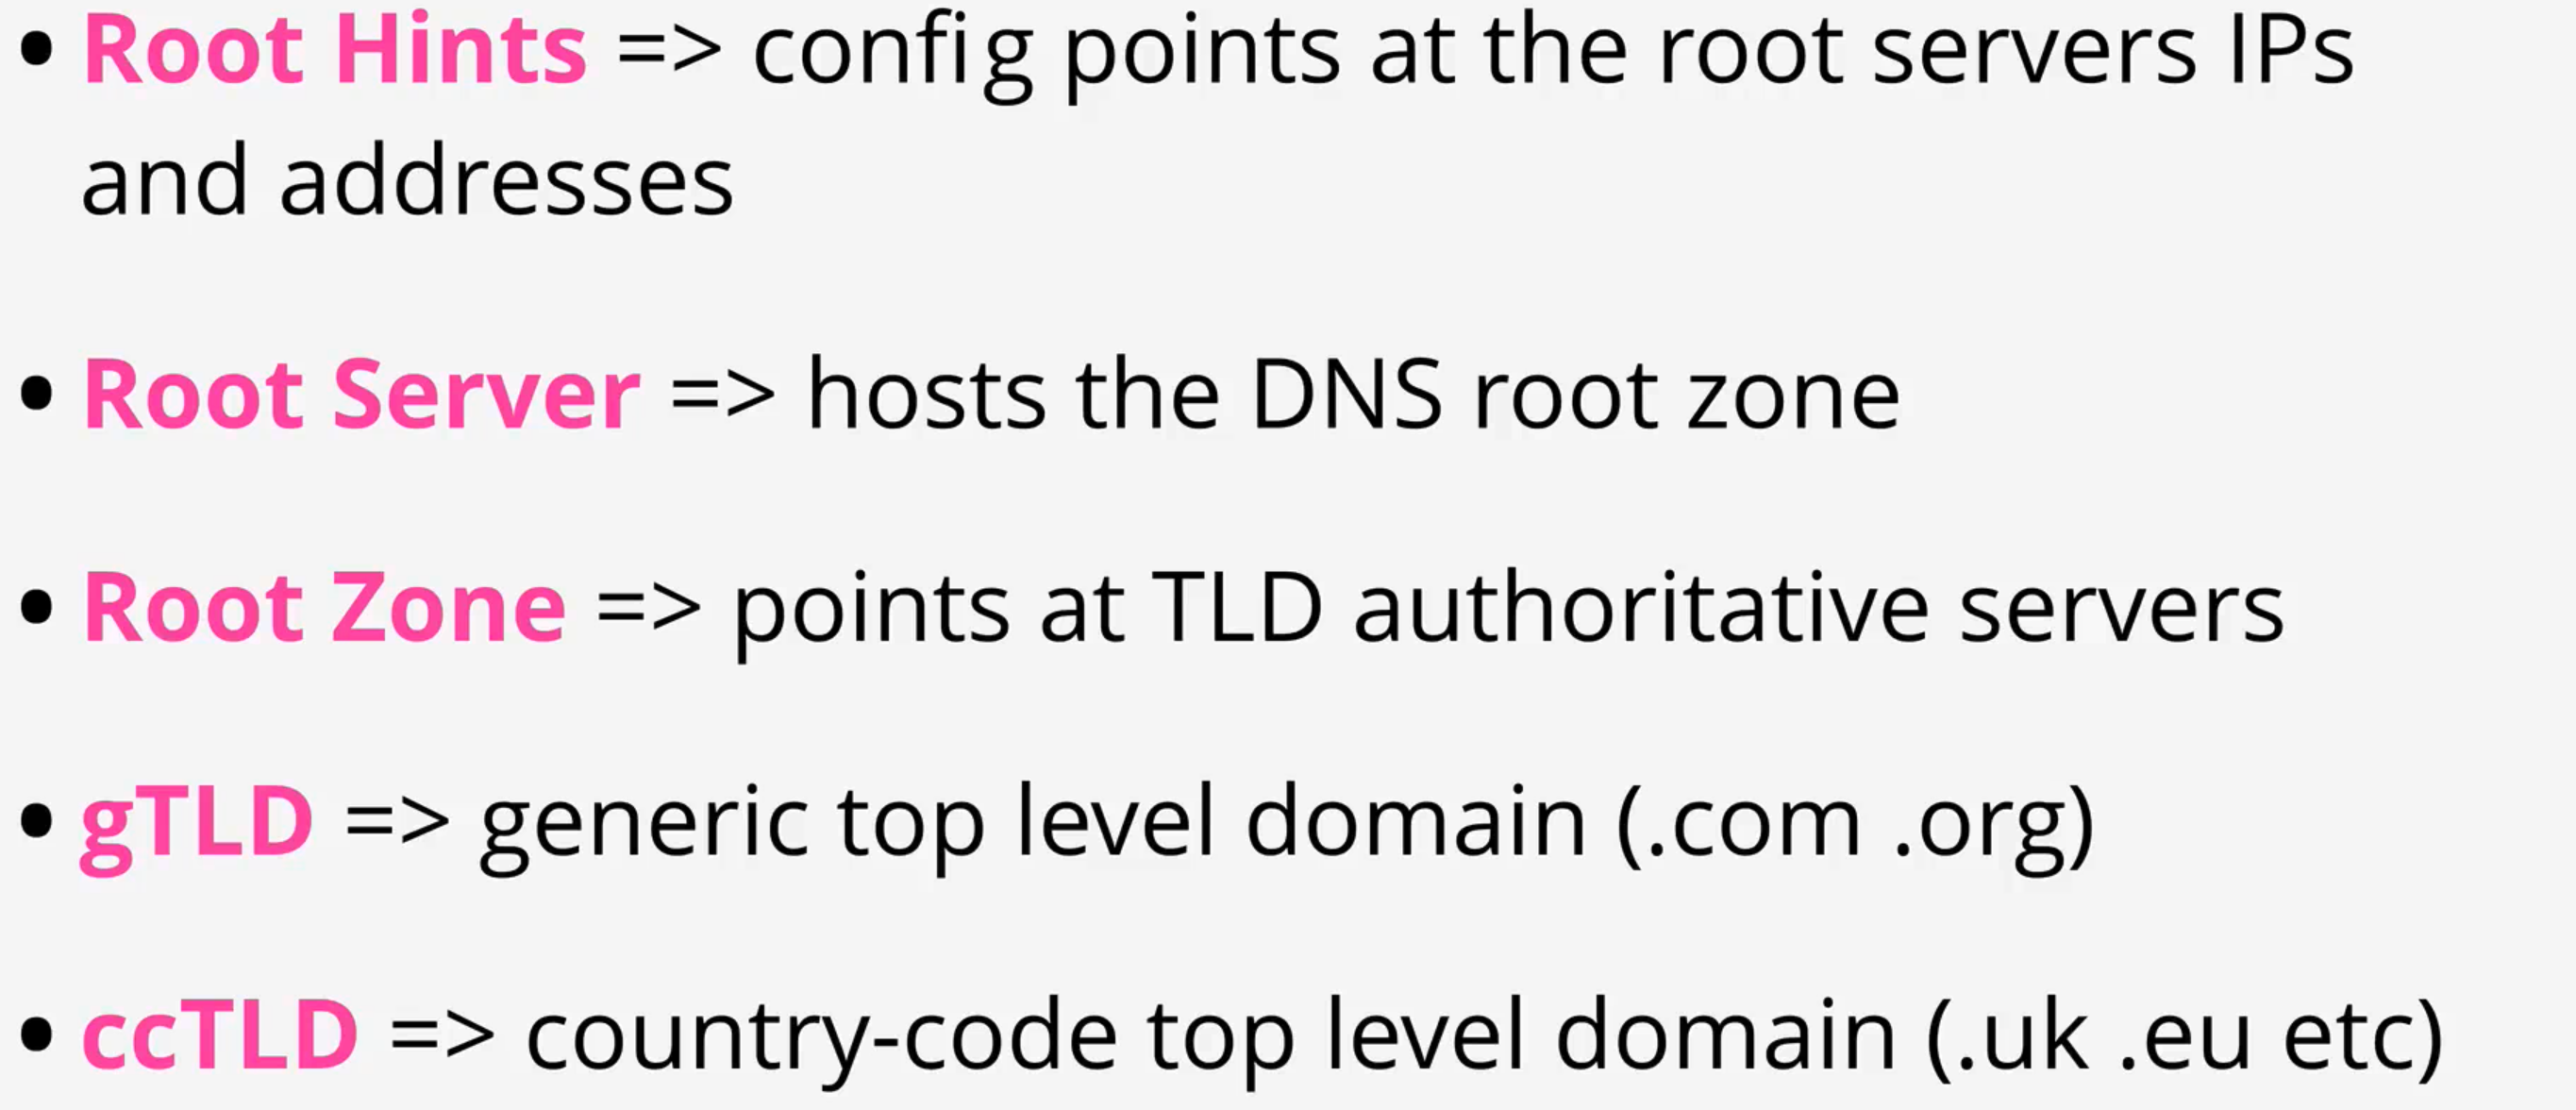 • Root Hints => config points at the root servers IPs
and addresses
• Root Server => hosts the DNS root zone
• Root Zone => points at TLD authoritative servers
• gTLD => generic top level domain (.com .org)
• ccTLD => country-code top level domain (.uk .eu etc)